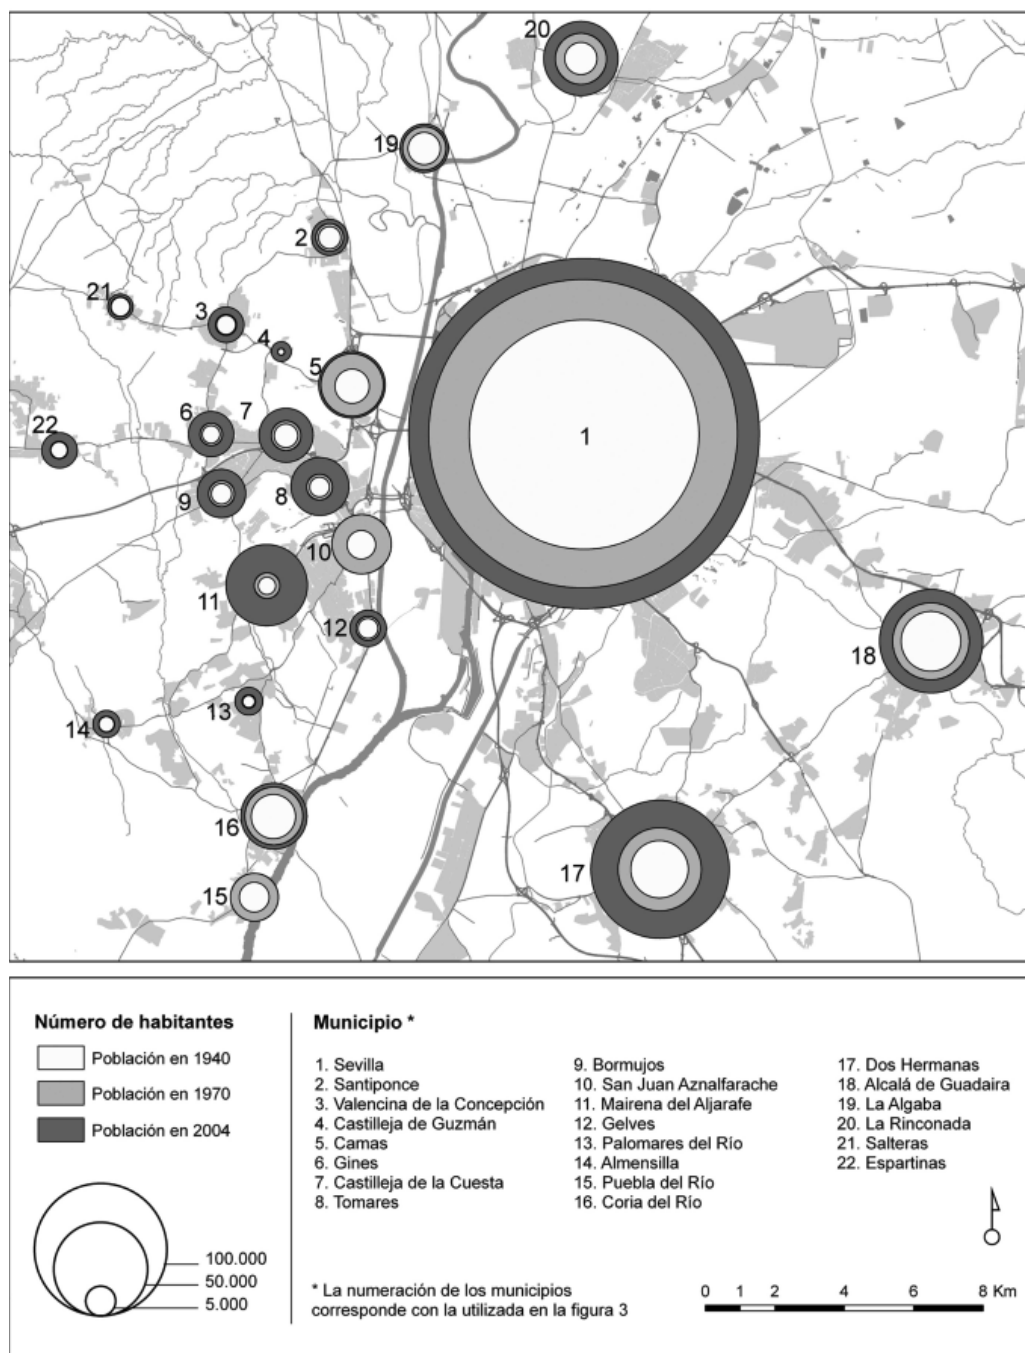 20
19
2
21
3
4
5
6
7
22
1
8
9
10
11
12
18
13
14
16
17
15
Número de habitantes
Población en 1940
Población en 1970
Población en 2004
100.000
50.000
5.000
Municipio *
1. Sevilla
2. Santiponce
3. Valencina de la Concepción
4. Castilleja de Guzmán
5. Camas
6. Gines
7. Castilleja de la Cuesta
8. Tomares
9. Bormujos
10. San Juan Aznalfarache
11. Mairena del Aljarafe
12. Gelves
13. Palomares del Río
14. Almensilla
15. Puebla del Río
16. Coria del Río
17. Dos Hermanas
18. Alcalá de Guadaira
19. La Algaba
20. La Rinconada
21. Salteras
22. Espartinas
* La numeración de los municipios
corresponde con la utilizada en la figura 3
0 1 2 4 6 8 Km